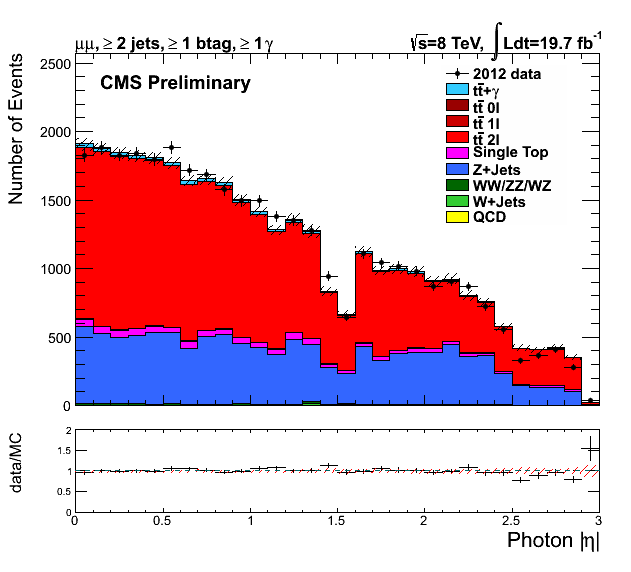 μμ, ≥ 2 jets, ≥ 1 btag, ≥ 1 γ
√s=8 TeV, ∫ Ldt=19.7 fb⁻¹
CMS Preliminary
2012 data
tt̄+γ
tt̄ 0l
tt̄ 1l
tt̄ 2l
Single Top
Z+Jets
WW/ZZ/WZ
W+Jets
QCD
Number of Events
2500
2000
1500
1000
500
0
data/MC
2
1.5
1
0.5
0
0 0.5 1 1.5 2 2.5 3
Photon |η|